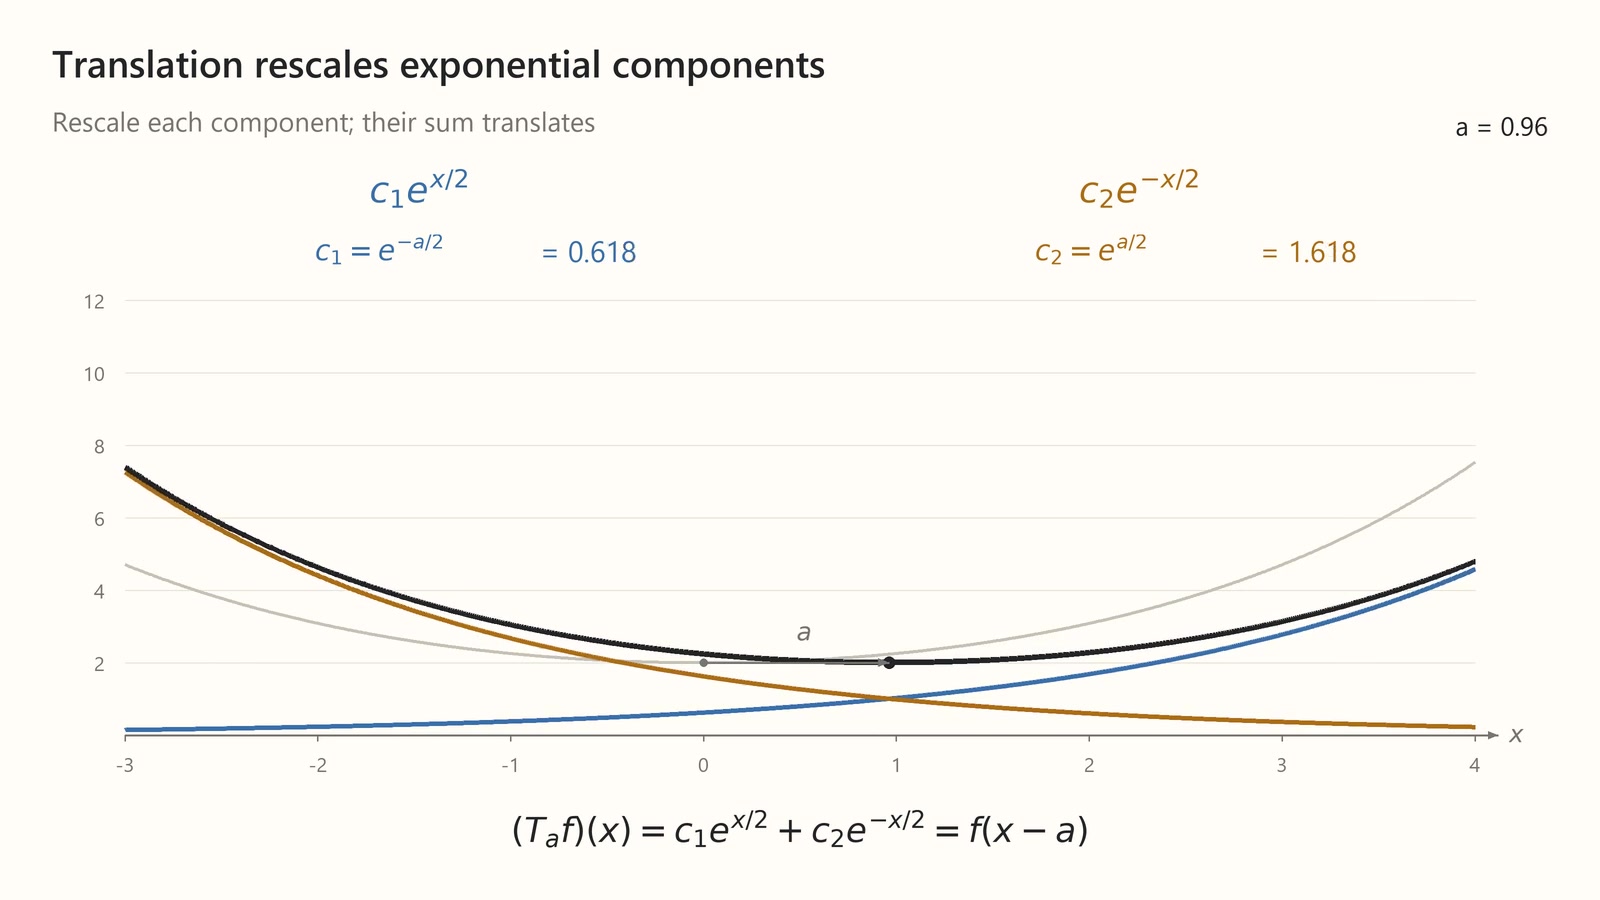 Translation rescales exponential components
Rescale each component; their sum translates
a = 0.96
c₁e^{x/2}
c₂e^{−x/2}
c₁ = e^{−a/2} = 0.618
c₂ = e^{a/2} = 1.618
12
10
8
6
4
2
a
x
-3 -2 -1 0 1 2 3 4
(Tₐf)(x) = c₁e^{x/2} + c₂e^{−x/2} = f(x − a)